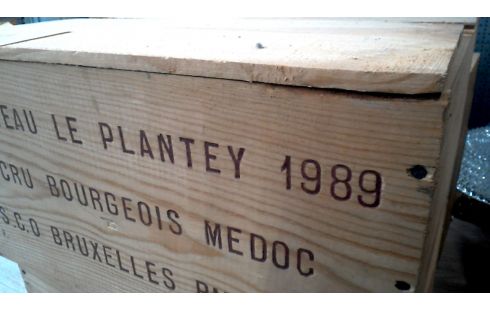 EAU LE PLANTEY 1989
CRU BOURGEOIS MEDOC
S.C.O BRUXELLES